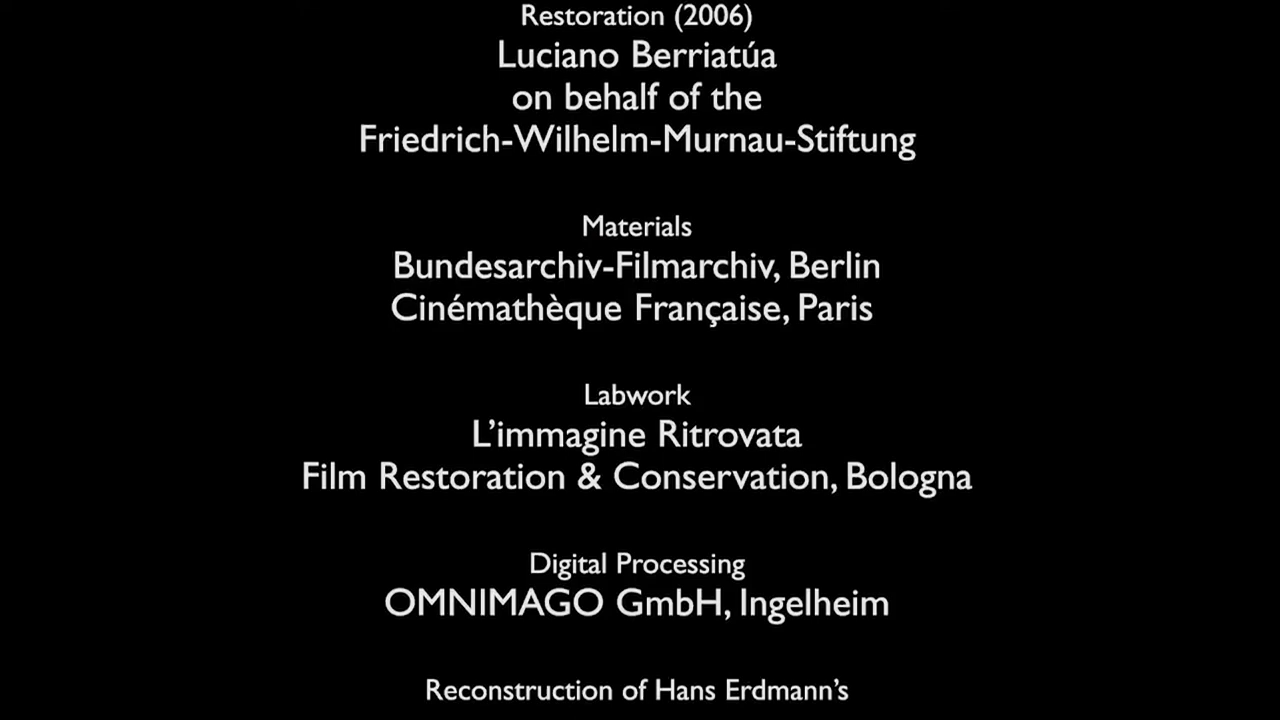 Restoration (2006)
Luciano Berriatúa
on behalf of the
Friedrich-Wilhelm-Murnau-Stiftung
Materials
Bundesarchiv-Filmarchiv, Berlin
Cinémathèque Française, Paris
Labwork
L’immagine Ritrovata
Film Restoration & Conservation, Bologna
Digital Processing
OMNIMAGO GmbH, Ingelheim
Reconstruction of Hans Erdmann’s